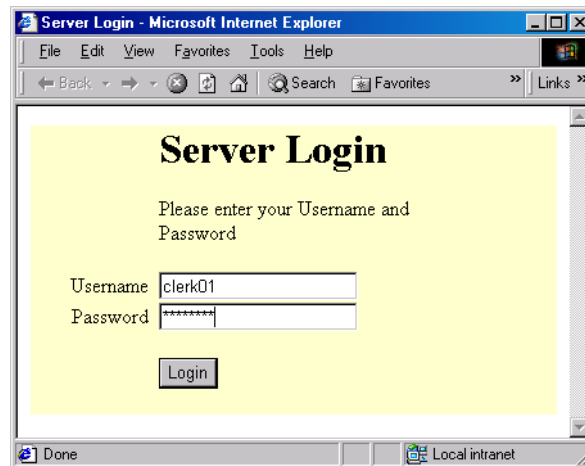 Server Login - Microsoft Internet Explorer
File Edit View Favorites Tools Help
Back Search Favorites » Links »
Server Login
Please enter your Username and
Password
Username clerk01
Password ********
Login
Done Local intranet